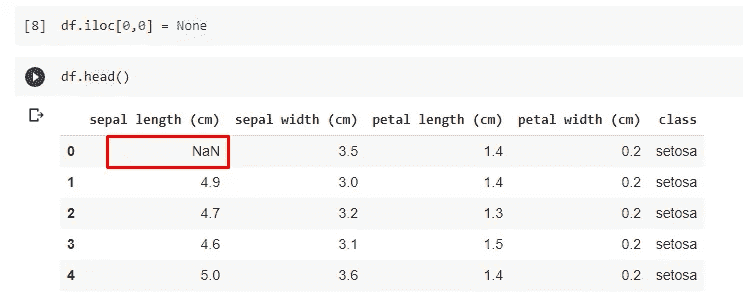 [8] df.iloc[0,0] = None
df.head()
sepal length (cm) sepal width (cm) petal length (cm) petal width (cm) class
0 NaN 3.5 1.4 0.2 setosa
1 4.9 3.0 1.4 0.2 setosa
2 4.7 3.2 1.3 0.2 setosa
3 4.6 3.1 1.5 0.2 setosa
4 5.0 3.6 1.4 0.2 setosa